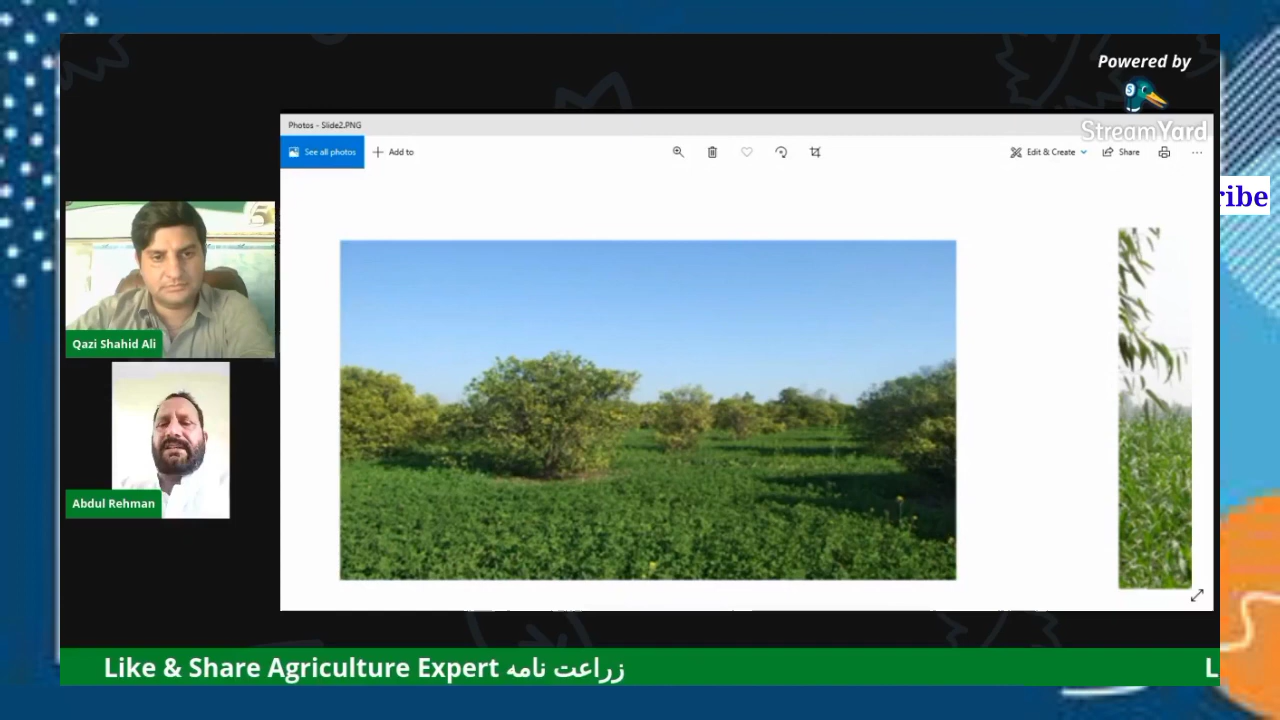 Powered by
StreamYard
Photos - Slide2.PNG
See all photos
Add to
Edit & Create
Share
ribe
Qazi Shahid Ali
Abdul Rehman
Like & Share Agriculture Expert زراعت نامہ
L